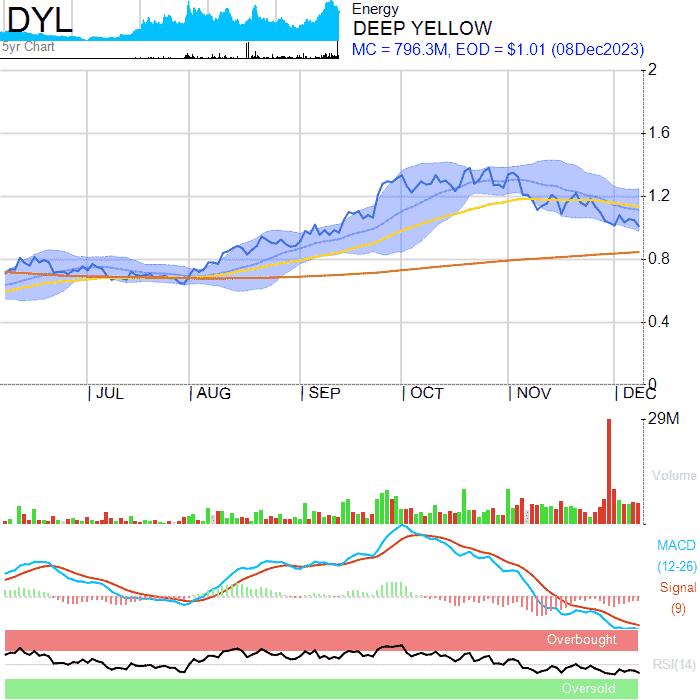 DYL
5yr Chart
Energy
DEEP YELLOW
MC = 796.3M, EOD = $1.01 (08Dec2023)
2
1.6
1.2
0.8
0.4
0
JUL AUG SEP OCT NOV DEC
29M
Volume
MACD
(12-26)
Signal
(9)
Overbought
RSI(14)
Oversold